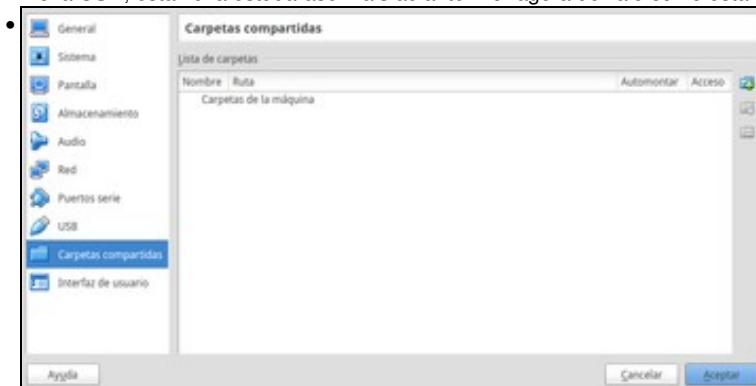 General
Sistema
Pantalla
Almacenamiento
Audio
Red
Puertos serie
USB
Carpetas compartidas
Interfaz de usuario
Carpetas compartidas
Lista de carpetas
Nombre Ruta Automontar Acceso
Carpetas de la máquina
Ayuda
Cancelar Aceptar